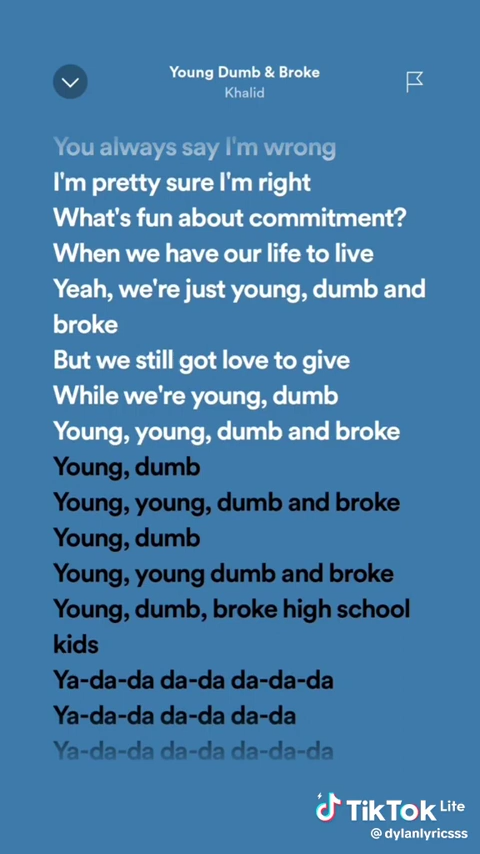 Young Dumb & Broke
Khalid
You always say I'm wrong
I'm pretty sure I'm right
What's fun about commitment?
When we have our life to live
Yeah, we're just young, dumb and
broke
But we still got love to give
While we're young, dumb
Young, young, dumb and broke
Young, dumb
Young, young, dumb and broke
Young, dumb
Young, young dumb and broke
Young, dumb, broke high school
kids
Ya-da-da da-da da-da-da
Ya-da-da da-da da-da
Ya-da-da da-da da-da-da
TikTok Lite
@dylanlyricsss